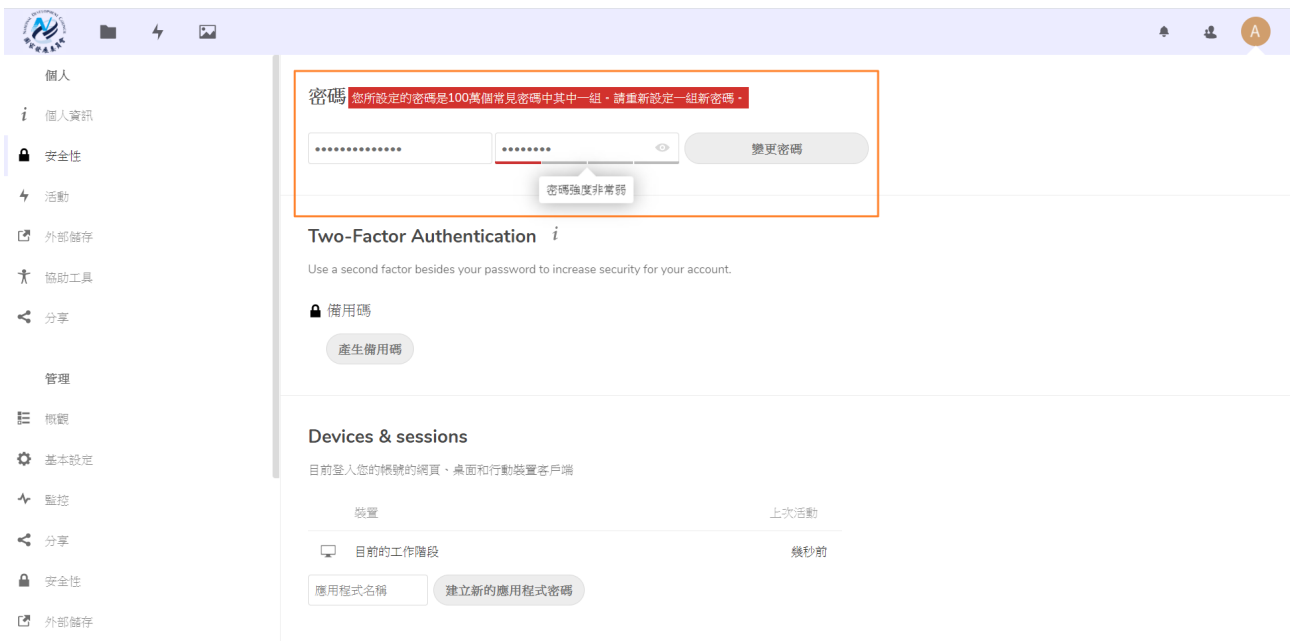 A
個人
個人資訊
安全性
活動
外部儲存
協助工具
分享
管理
概觀
基本設定
監控
分享
安全性
外部儲存
密碼 您所設定的密碼是100萬個常見密碼中其中一組。請重新設定一組新密碼。
變更密碼
密碼強度非常弱
Two-Factor Authentication i
Use a second factor besides your password to increase security for your account.
備用碼
產生備用碼
Devices & sessions
目前登入您的帳號的網頁、桌面和行動裝置客戶端
裝置 上次活動
目前的工作階段 幾秒前
應用程式名稱 建立新的應用程式密碼